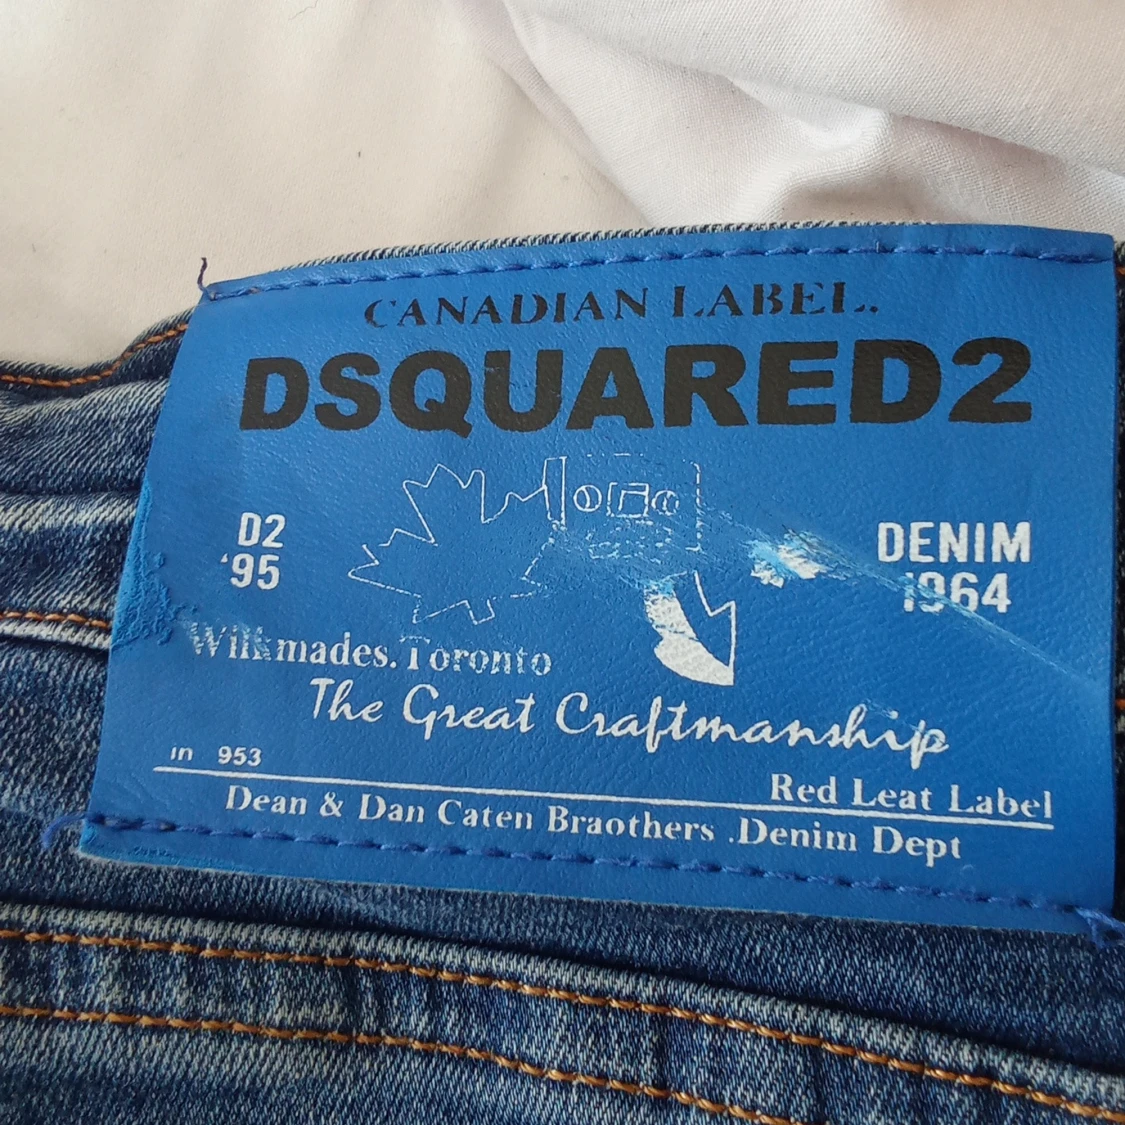 CANADIAN LABEL.
DSQUARED2
D2
'95
DENIM
1964
Willkmades.Toronto
The Great Craftmanship
in 953
Red Leat Label
Dean & Dan Caten Braothers .Denim Dept